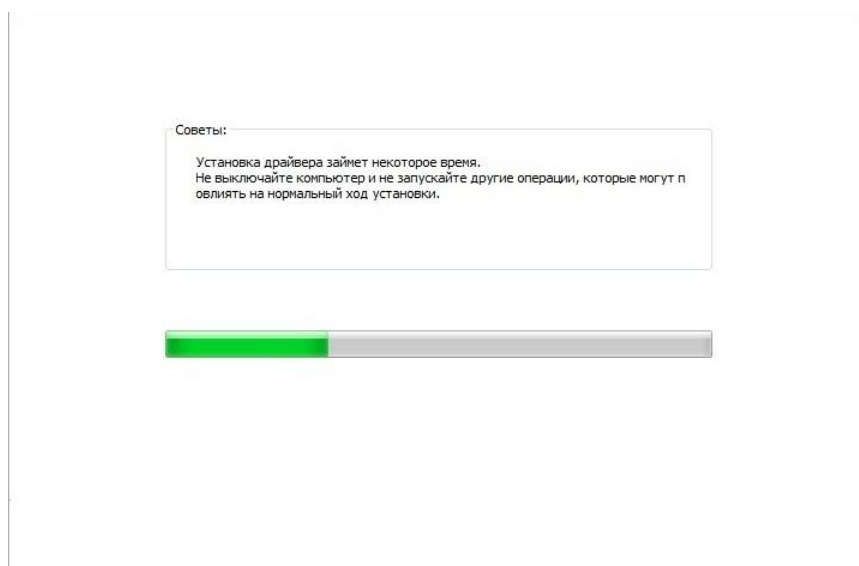 Советы:
Установка драйвера займет некоторое время.
Не выключайте компьютер и не запускайте другие операции, которые могут п
овлиять на нормальный ход установки.